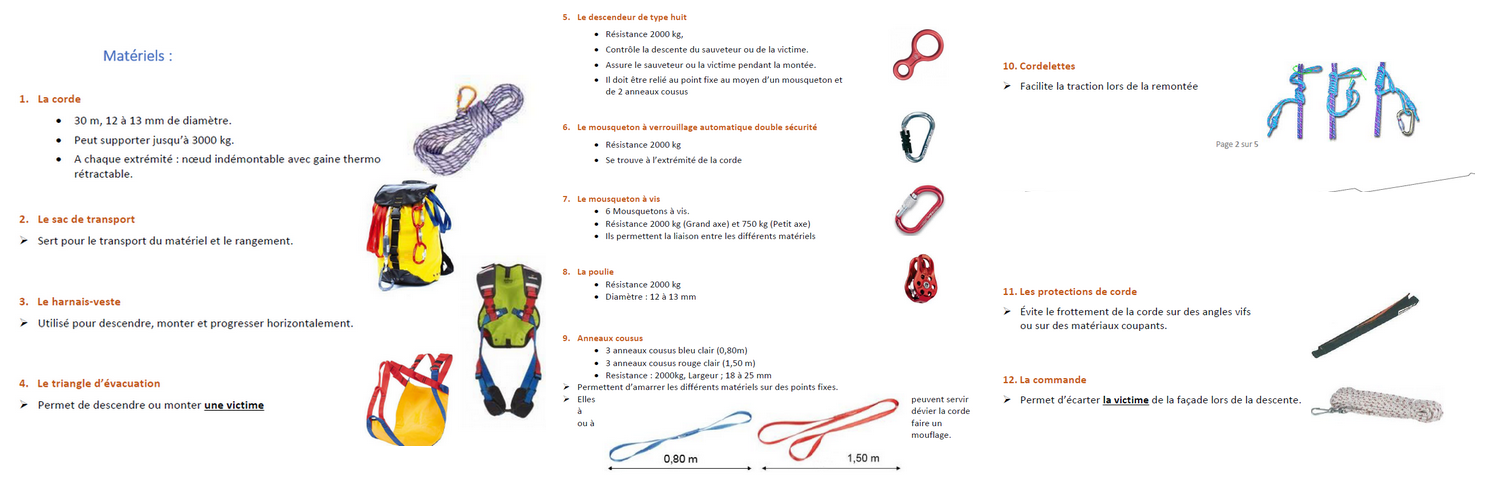 Matériels :
1. La corde
• 30 m, 12 à 13 mm de diamètre.
• Peut supporter jusqu'à 3000 kg.
• A chaque extrémité : nœud indémontable avec gaine thermo
rétractable.
2. Le sac de transport
➢ Sert pour le transport du matériel et le rangement.
3. Le harnais-veste
➢ Utilisé pour descendre, monter et progresser horizontalement.
4. Le triangle d'évacuation
➢ Permet de descendre ou monter une victime
5. Le descendeur de type huit
• Résistance 2000 kg,
• Contrôle la descente du sauveteur ou de la victime.
• Assure le sauveteur ou la victime pendant la montée.
• Il doit être relié au point fixe au moyen d'un mousqueton et
de 2 anneaux cousus
6. Le mousqueton à verrouillage automatique double sécurité
• Résistance 2000 kg
• Se trouve à l'extrémité de la corde
7. Le mousqueton à vis
• 6 Mousquetons à vis.
• Résistance 2000 kg (Grand axe) et 750 kg (Petit axe)
• Ils permettent la liaison entre les différents matériels
8. La poulie
• Résistance 2000 kg
• Diamètre : 12 à 13 mm
9. Anneaux cousus
• 3 anneaux cousus bleu clair (0,80m)
• 3 anneaux cousus rouge clair (1,50 m)
• Resistance : 2000kg, Largeur ; 18 à 25 mm
➢ Permettent d'amarrer les différents matériels sur des points fixes.
➢ Elles peuvent servir
à dévier la corde
ou à faire un
mouflage.
0,80 m 1,50 m
10. Cordelettes
➢ Facilite la traction lors de la remontée
Page 2 sur 5
11. Les protections de corde
➢ Évite le frottement de la corde sur des angles vifs
ou sur des matériaux coupants.
12. La commande
➢ Permet d'écarter la victime de la façade lors de la descente.